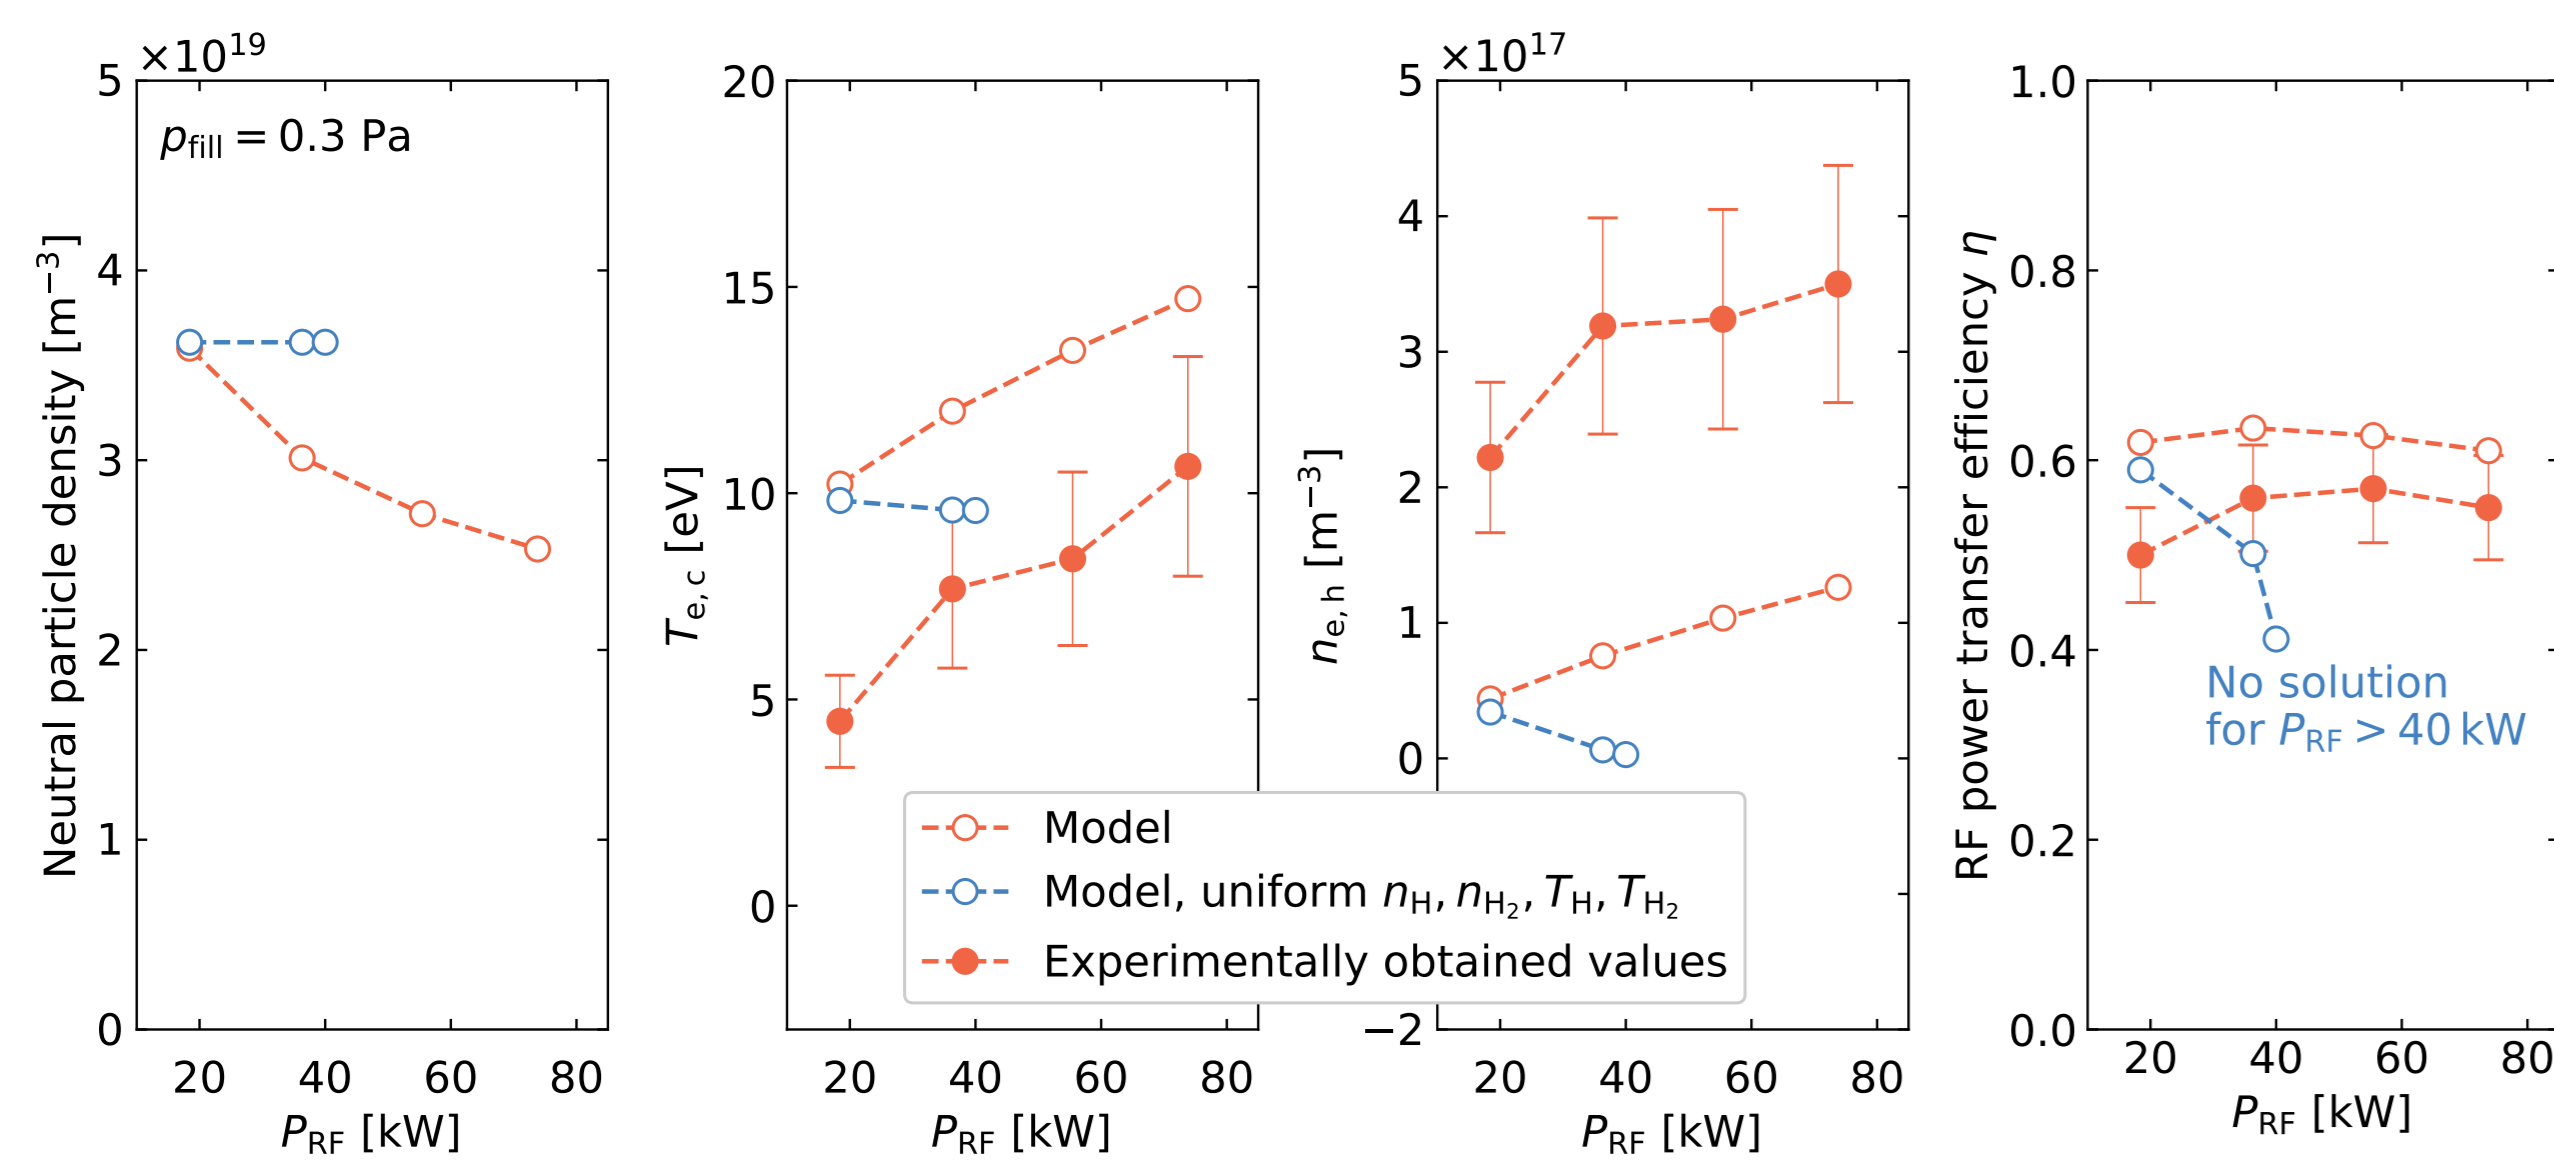 ×10¹⁹
5
4
3
2
1
0
p_fill = 0.3 Pa
Neutral particle density [m⁻³]
20 40 60 80
P_RF [kW]
20
15
10
5
0
T_e, c [eV]
20 40 60 80
P_RF [kW]
×10¹⁷
5
4
3
2
1
0
−2
n_e, h [m⁻³]
20 40 60 80
P_RF [kW]
1.0
0.8
0.6
0.4
0.2
0.0
RF power transfer efficiency η
No solution
for P_RF > 40 kW
20 40 60 80
P_RF [kW]
Model
Model, uniform n_H, n_H₂, T_H, T_H₂
Experimentally obtained values